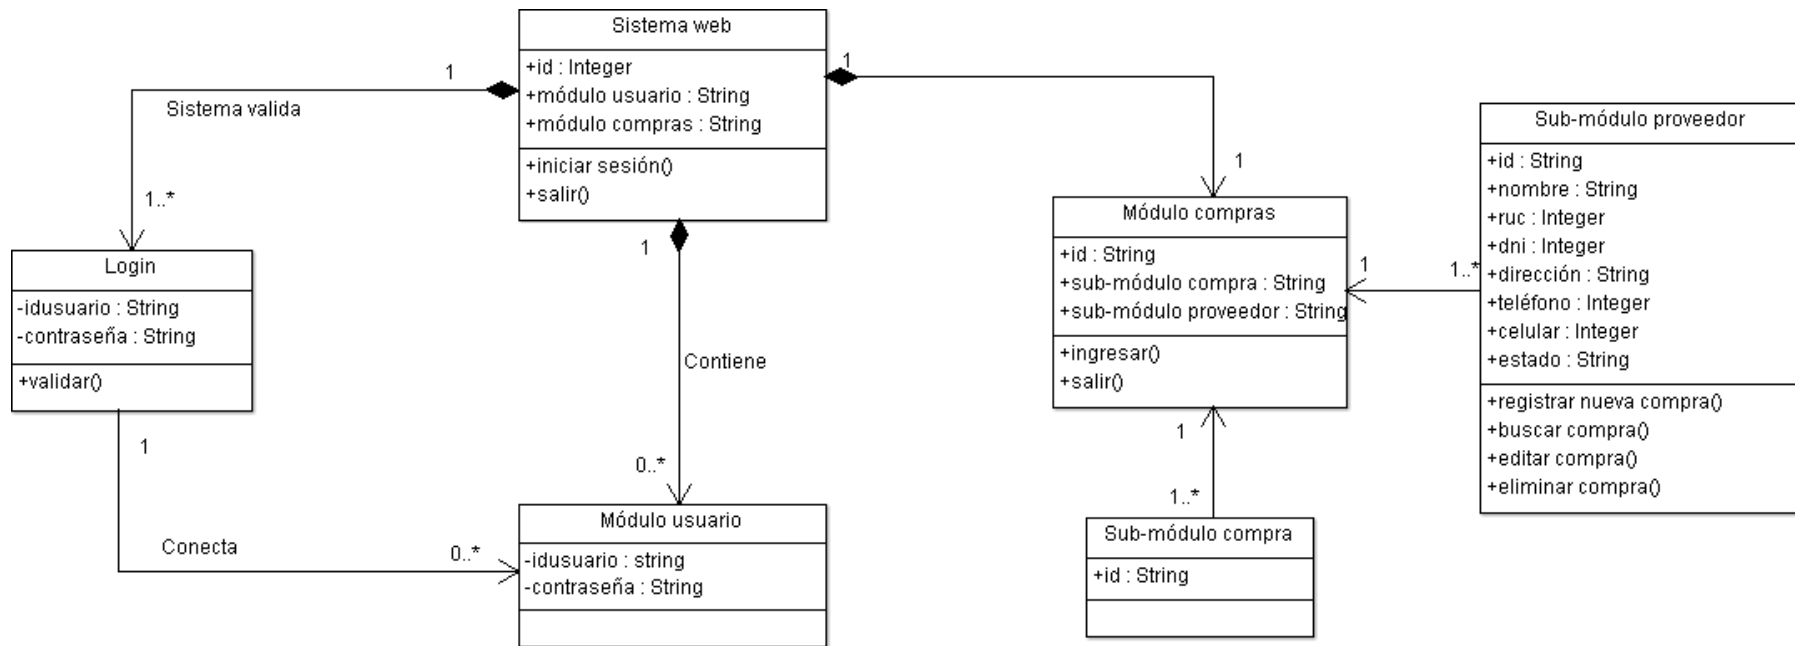 Sistema web
+id : Integer
+módulo usuario : String
+módulo compras : String
+iniciar sesión()
+salir()
1
Sistema valida
1..*
1
1
1
Contiene
0..*
Login
-idusuario : String
-contraseña : String
+validar()
1
Conecta
0..*
Módulo usuario
-idusuario : string
-contraseña : String
Módulo compras
+id : String
+sub-módulo compra : String
+sub-módulo proveedor : String
+ingresar()
+salir()
1
1..*
1
1..*
Sub-módulo compra
+id : String
Sub-módulo proveedor
+id : String
+nombre : String
+ruc : Integer
+dni : Integer
+dirección : String
+teléfono : Integer
+celular : Integer
+estado : String
+registrar nueva compra()
+buscar compra()
+editar compra()
+eliminar compra()